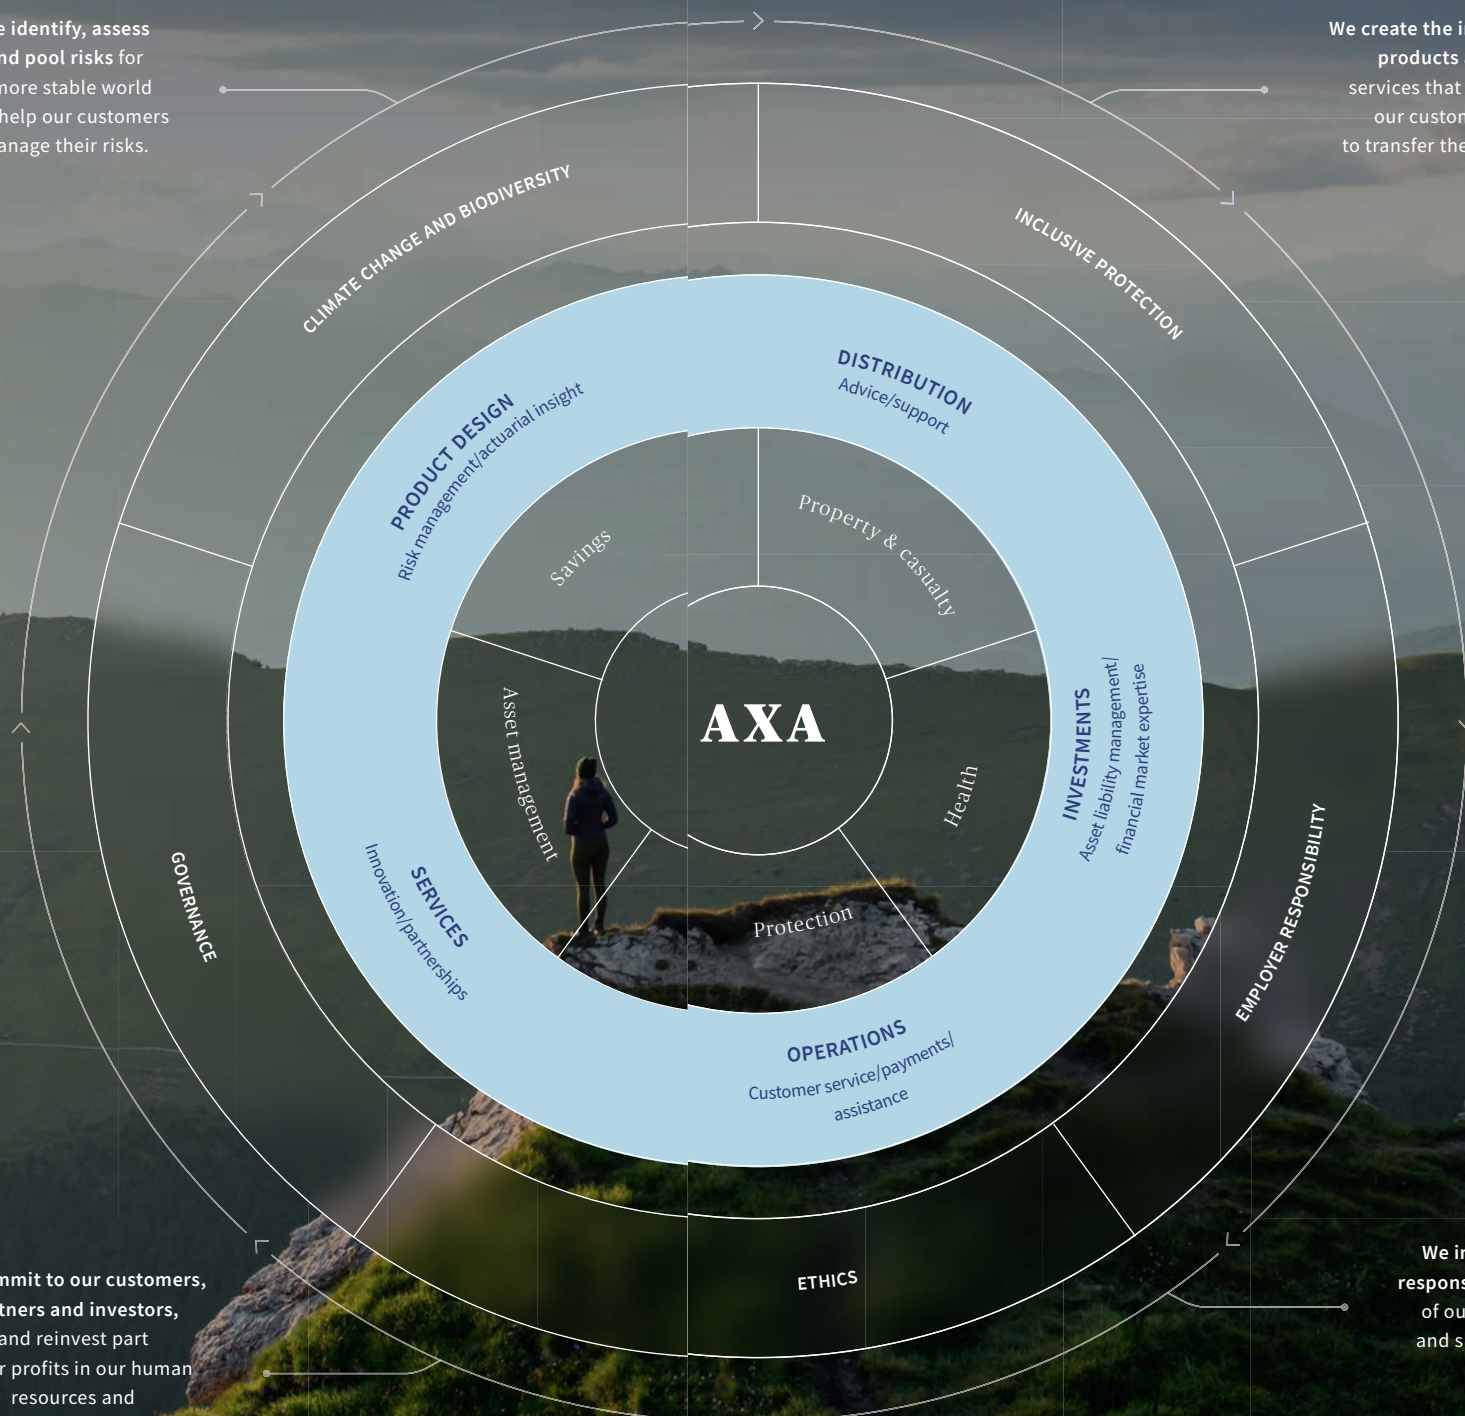 e identify, assess
nd pool risks for
more stable world
help our customers
anage their risks.
We create the i
products
services that
our custom
to transfer the
CLIMATE CHANGE AND BIODIVERSITY
INCLUSIVE PROTECTION
PRODUCT DESIGN
Risk management/actuarial insight
DISTRIBUTION
Advice/support
Savings
Property & casualty
Asset management
AXA
Health
INVESTMENTS
Asset liability management/
financial market expertise
Protection
GOVERNANCE
SERVICES
Innovation/partnerships
EMPLOYER RESPONSIBILITY
OPERATIONS
Customer service/payments/
assistance
ETHICS
mmit to our customers,
tners and investors,
and reinvest part
r profits in our human
resources and
We in
respons
of ou
and s